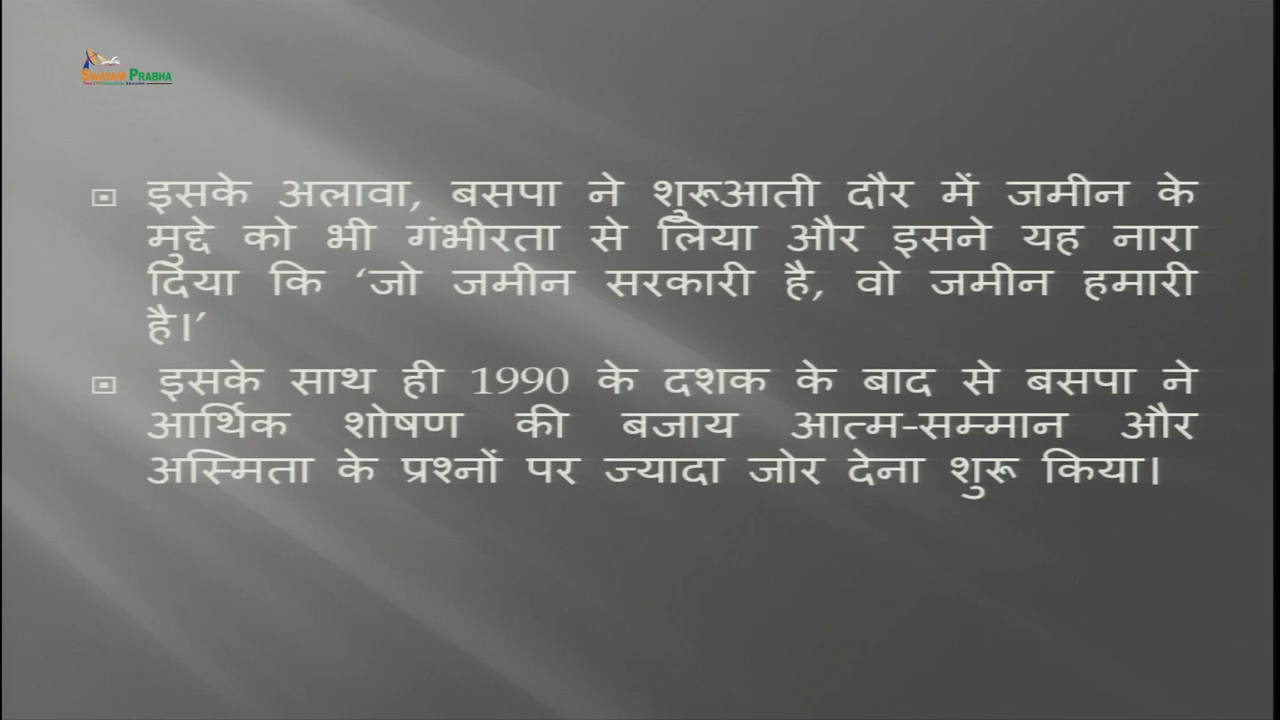 SWAYAM PRABHA
इसके अलावा, बसपा ने शुरूआती दौर में जमीन के
मुद्दे को भी गंभीरता से लिया और इसने यह नारा
दिया कि ‘जो जमीन सरकारी है, वो जमीन हमारी
है।’
इसके साथ ही 1990 के दशक के बाद से बसपा ने
आर्थिक शोषण की बजाय आत्म-सम्मान और
अस्मिता के प्रश्नों पर ज्यादा जोर देना शुरू किया।